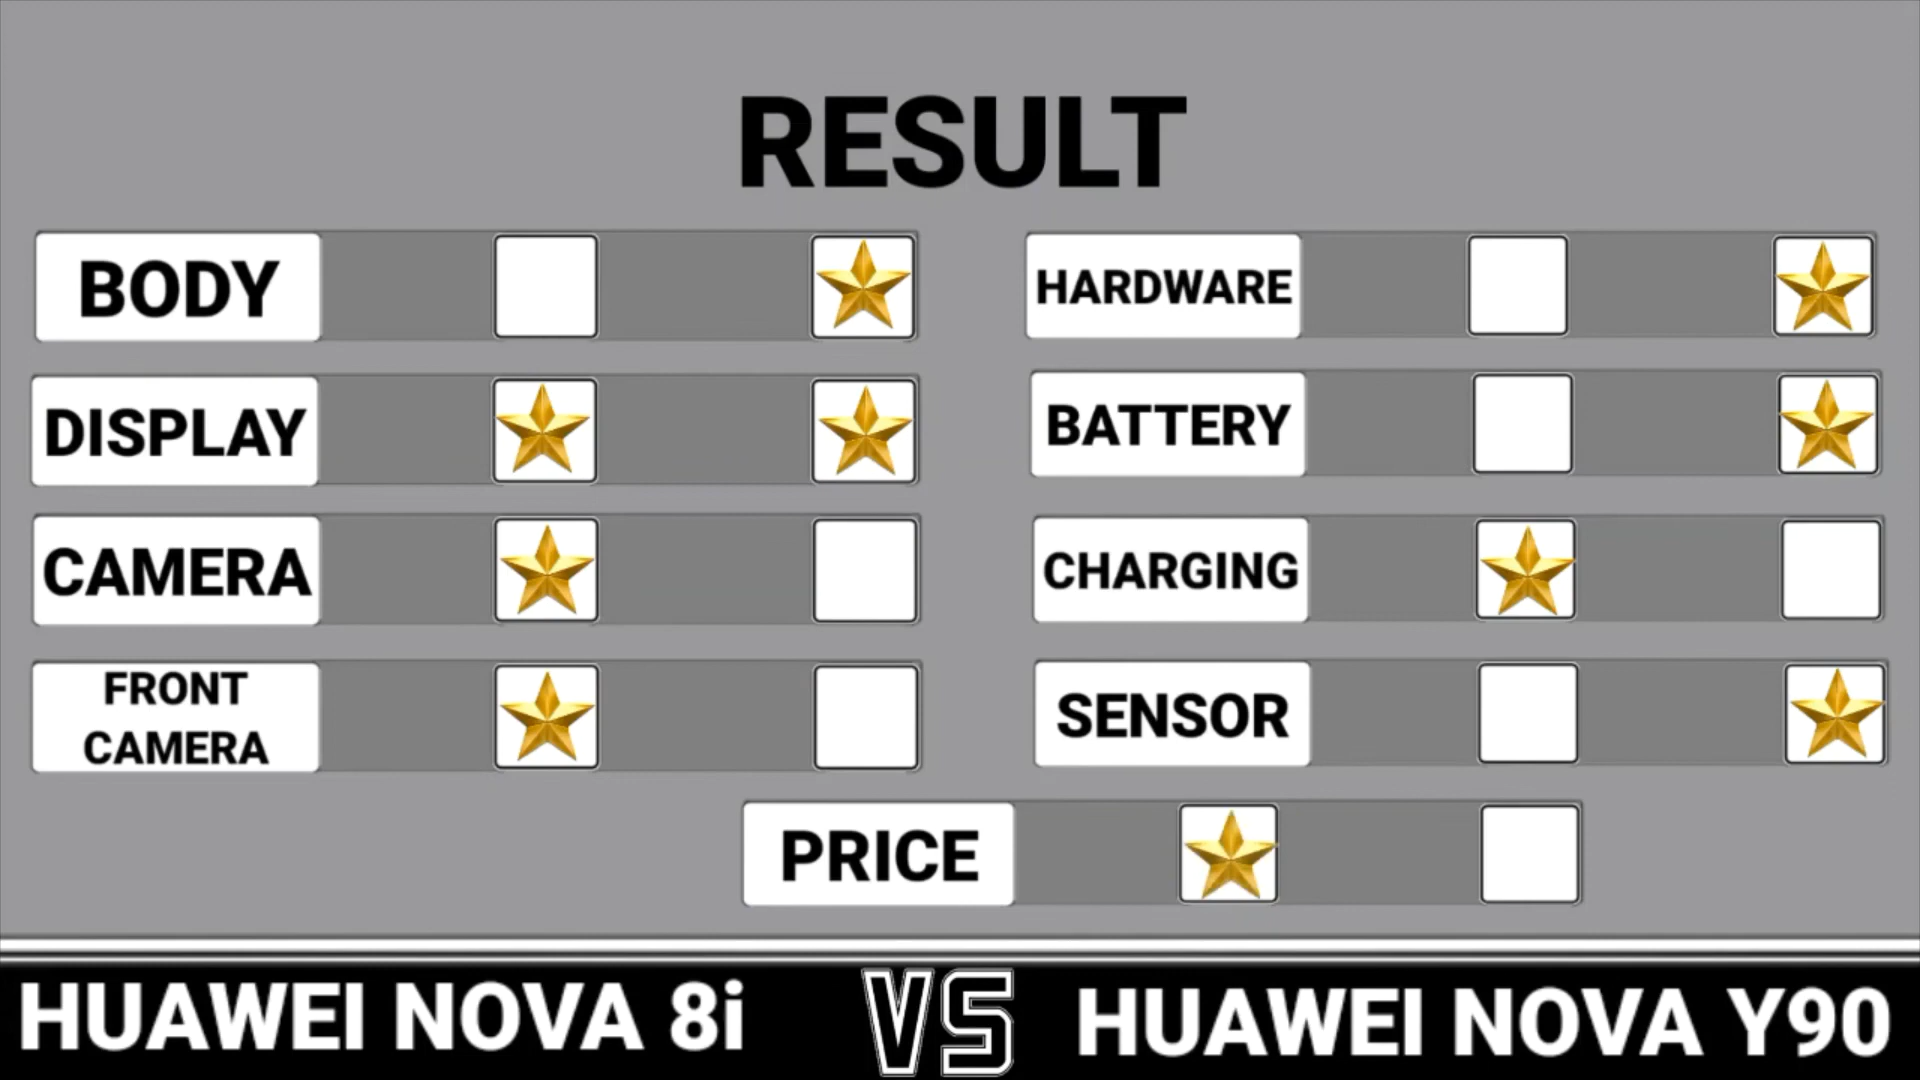 RESULT
BODY
DISPLAY
CAMERA
FRONT
CAMERA
HARDWARE
BATTERY
CHARGING
SENSOR
PRICE
HUAWEI NOVA 8i VS HUAWEI NOVA Y90